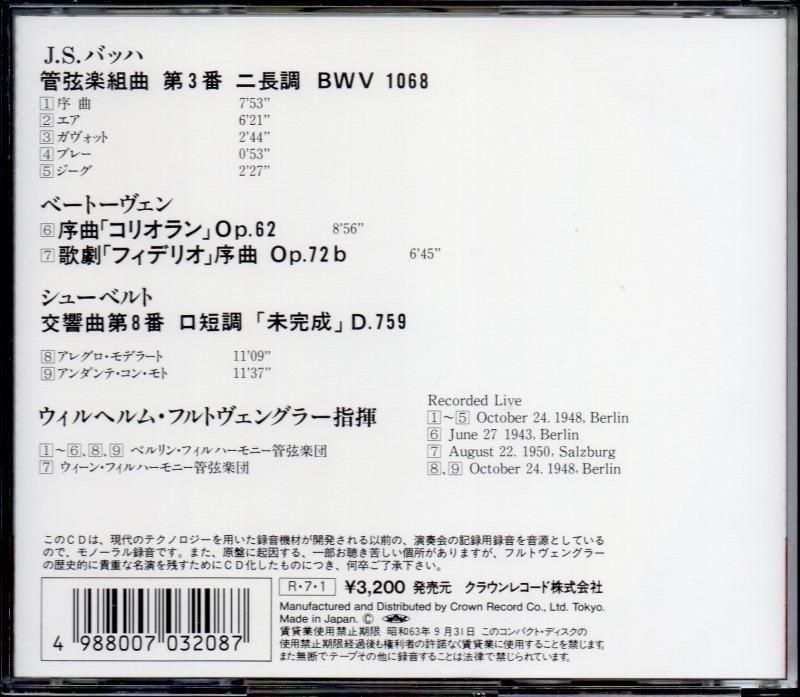 J.S.バッハ
管弦楽組曲 第3番 ニ長調 BWV 1068
1 序曲 7'53"
2 エア 6'21"
3 ガヴォット 2'44"
4 ブレー 0'53"
5 ジーグ 2'27"
ベートーヴェン
6 序曲「コリオラン」Op.62 8'56"
7 歌劇「フィデリオ」序曲 Op.72b 6'45"
シューベルト
交響曲第8番 ロ短調「未完成」D.759
8 アレグロ・モデラート 11'09"
9 アンダンテ・コン・モト 11'37"
ウィルヘルム・フルトヴェングラー指揮
1〜6、8、9 ベルリン・フィルハーモニー管弦楽団
7 ウィーン・フィルハーモニー管弦楽団
Recorded Live
1〜5 October 24. 1948, Berlin
6 June 27 1943, Berlin
7 August 22. 1950, Salzburg
8、9 October 24. 1948, Berlin
このCDは、現代のテクノロジーを用いた録音機材が開発される以前の、演奏会の記録用録音を音源としている
ので、モノーラル録音です。また、原盤に起因する、一部お聴き苦しい個所がありますが、フルトヴェングラー
の歴史的に貴重な名演を残すためにCD化したものにつき、何卒ご了承下さい。
R・7・1 ¥3,200 発売元 クラウンレコード株式会社
Manufactured and Distributed by Crown Record Co., Ltd. Tokyo.
Made in Japan. Ⓒ
賃貸業使用禁止期限 昭和63年9月31日 このコンパクト・ディスクの
使用禁止期限経過後も権利者の許諾なく賃貸業に使用することを禁じます。
また無断でテープその他に録音することは法律で禁じられています。
4 988007 032087